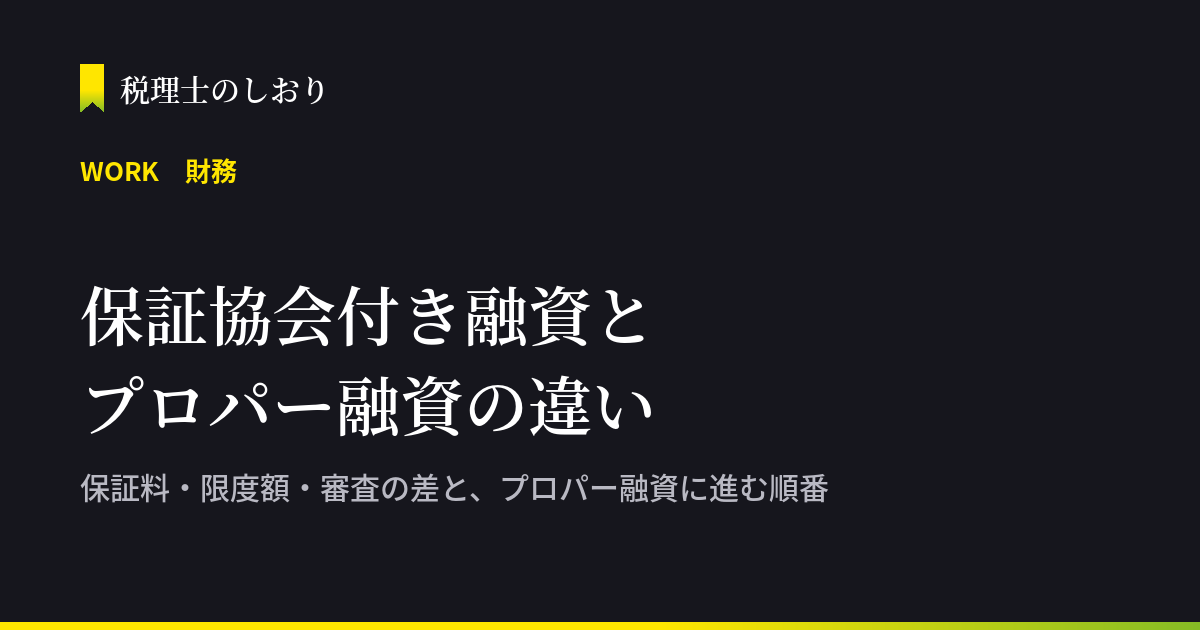 税理士のしおり
WORK 財務
保証協会付き融資と
プロパー融資の違い
保証料・限度額・審査の差と、プロパー融資に進む順番